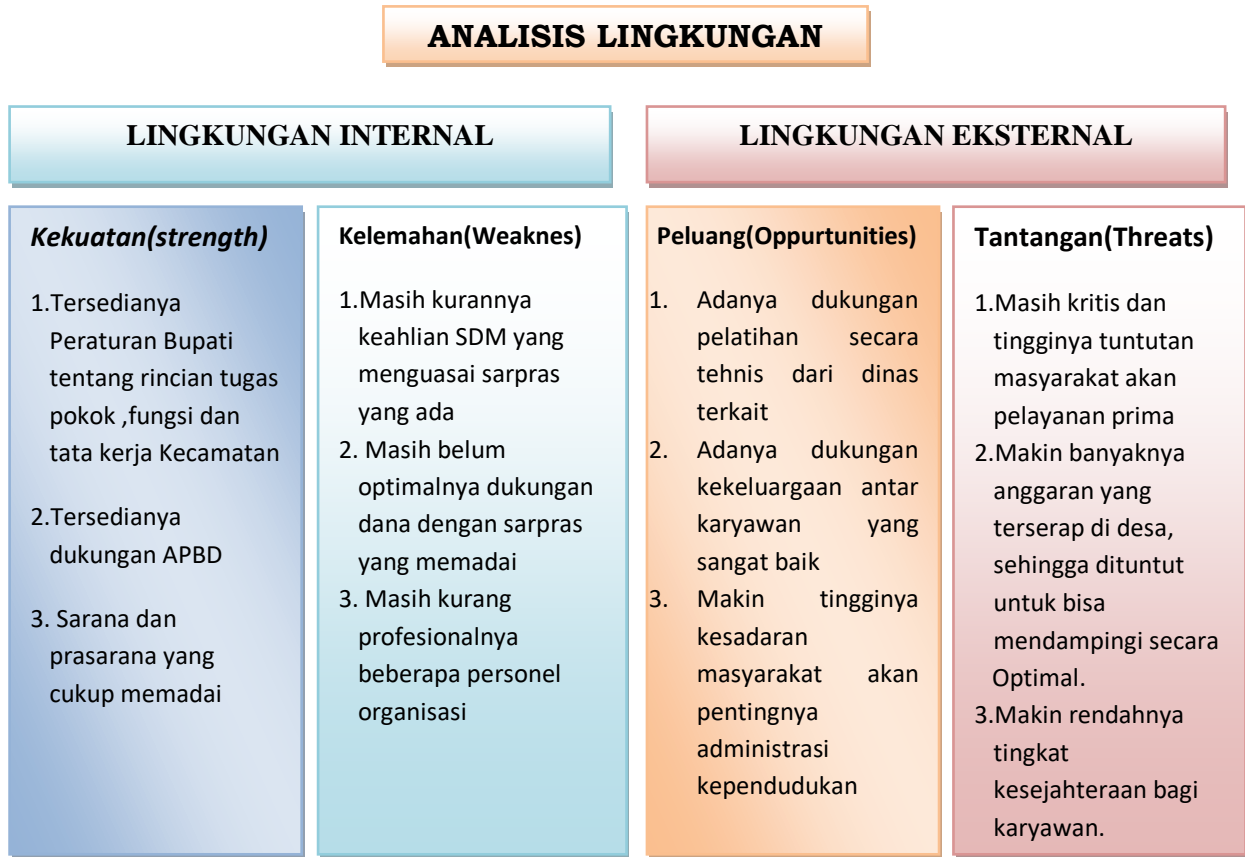 ANALISIS LINGKUNGAN
LINGKUNGAN INTERNAL
LINGKUNGAN EKSTERNAL
Kekuatan(strength)
1.Tersedianya
Peraturan Bupati
tentang rincian tugas
pokok ,fungsi dan
tata kerja Kecamatan
2.Tersedianya
dukungan APBD
3. Sarana dan
prasarana yang
cukup memadai
Kelemahan(Weaknes)
1.Masih kurannya
keahlian SDM yang
menguasai sarpras
yang ada
2. Masih belum
optimalnya dukungan
dana dengan sarpras
yang memadai
3. Masih kurang
profesionalnya
beberapa personel
organisasi
Peluang(Oppurtunities)
1. Adanya dukungan
pelatihan secara
tehnis dari dinas
terkait
2. Adanya dukungan
kekeluargaan antar
karyawan yang
sangat baik
3. Makin tingginya
kesadaran
masyarakat akan
pentingnya
administrasi
kependudukan
Tantangan(Threats)
1.Masih kritis dan
tingginya tuntutan
masyarakat akan
pelayanan prima
2.Makin banyaknya
anggaran yang
terserap di desa,
sehingga dituntut
untuk bisa
mendampingi secara
Optimal.
3.Makin rendahnya
tingkat
kesejahteraan bagi
karyawan.